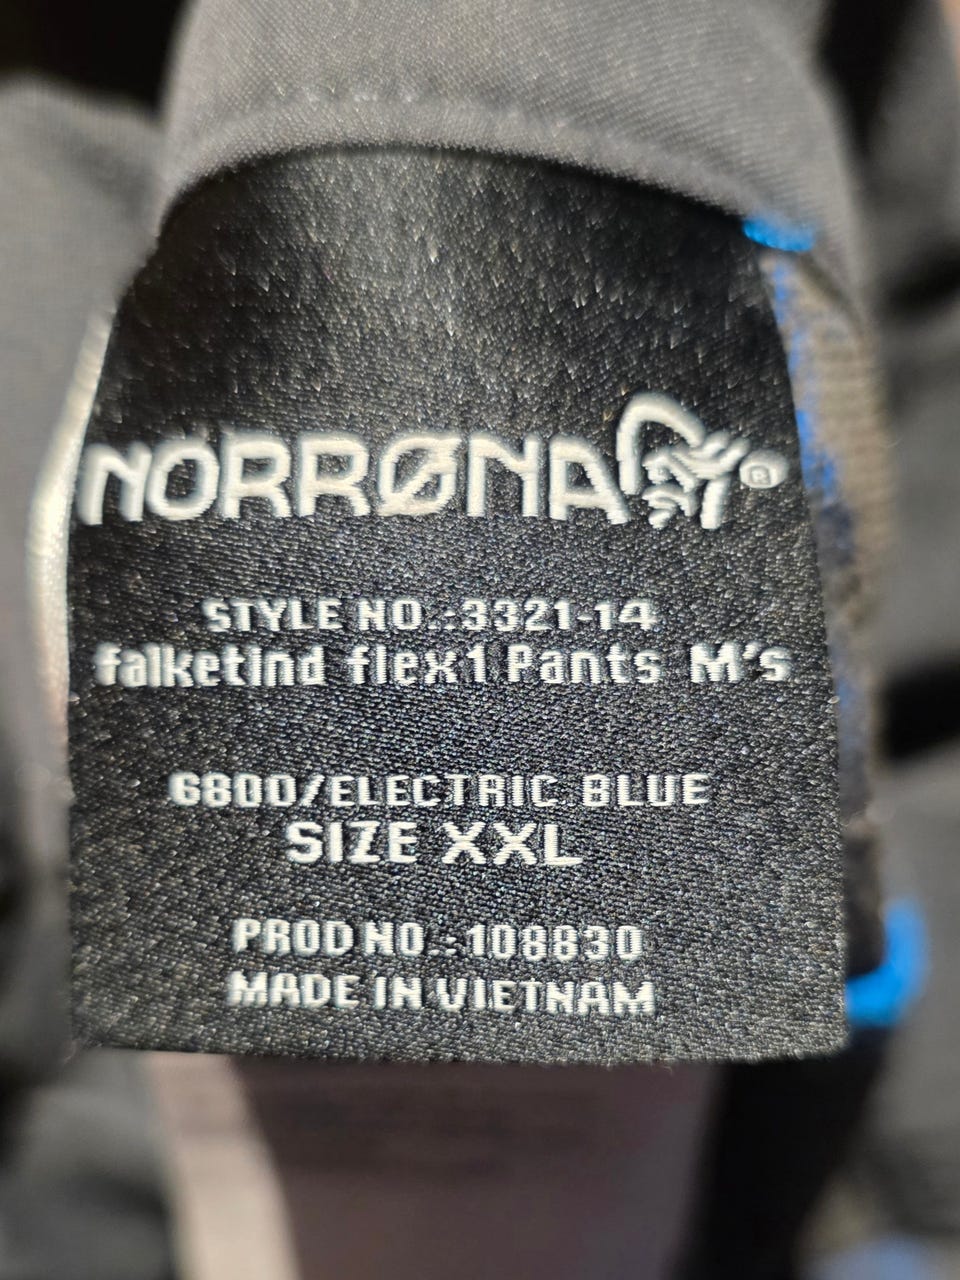 NORRØNA®
STYLE NO.:3321-14
falketind flex1 Pants M's
6800/ELECTRIC BLUE
SIZE XXL
PROD NO.:108830
MADE IN VIETNAM